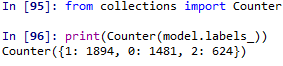 In [95]: from collections import Counter
In [96]: print(Counter(model.labels_))
Counter({1: 1894, 0: 1481, 2: 624})